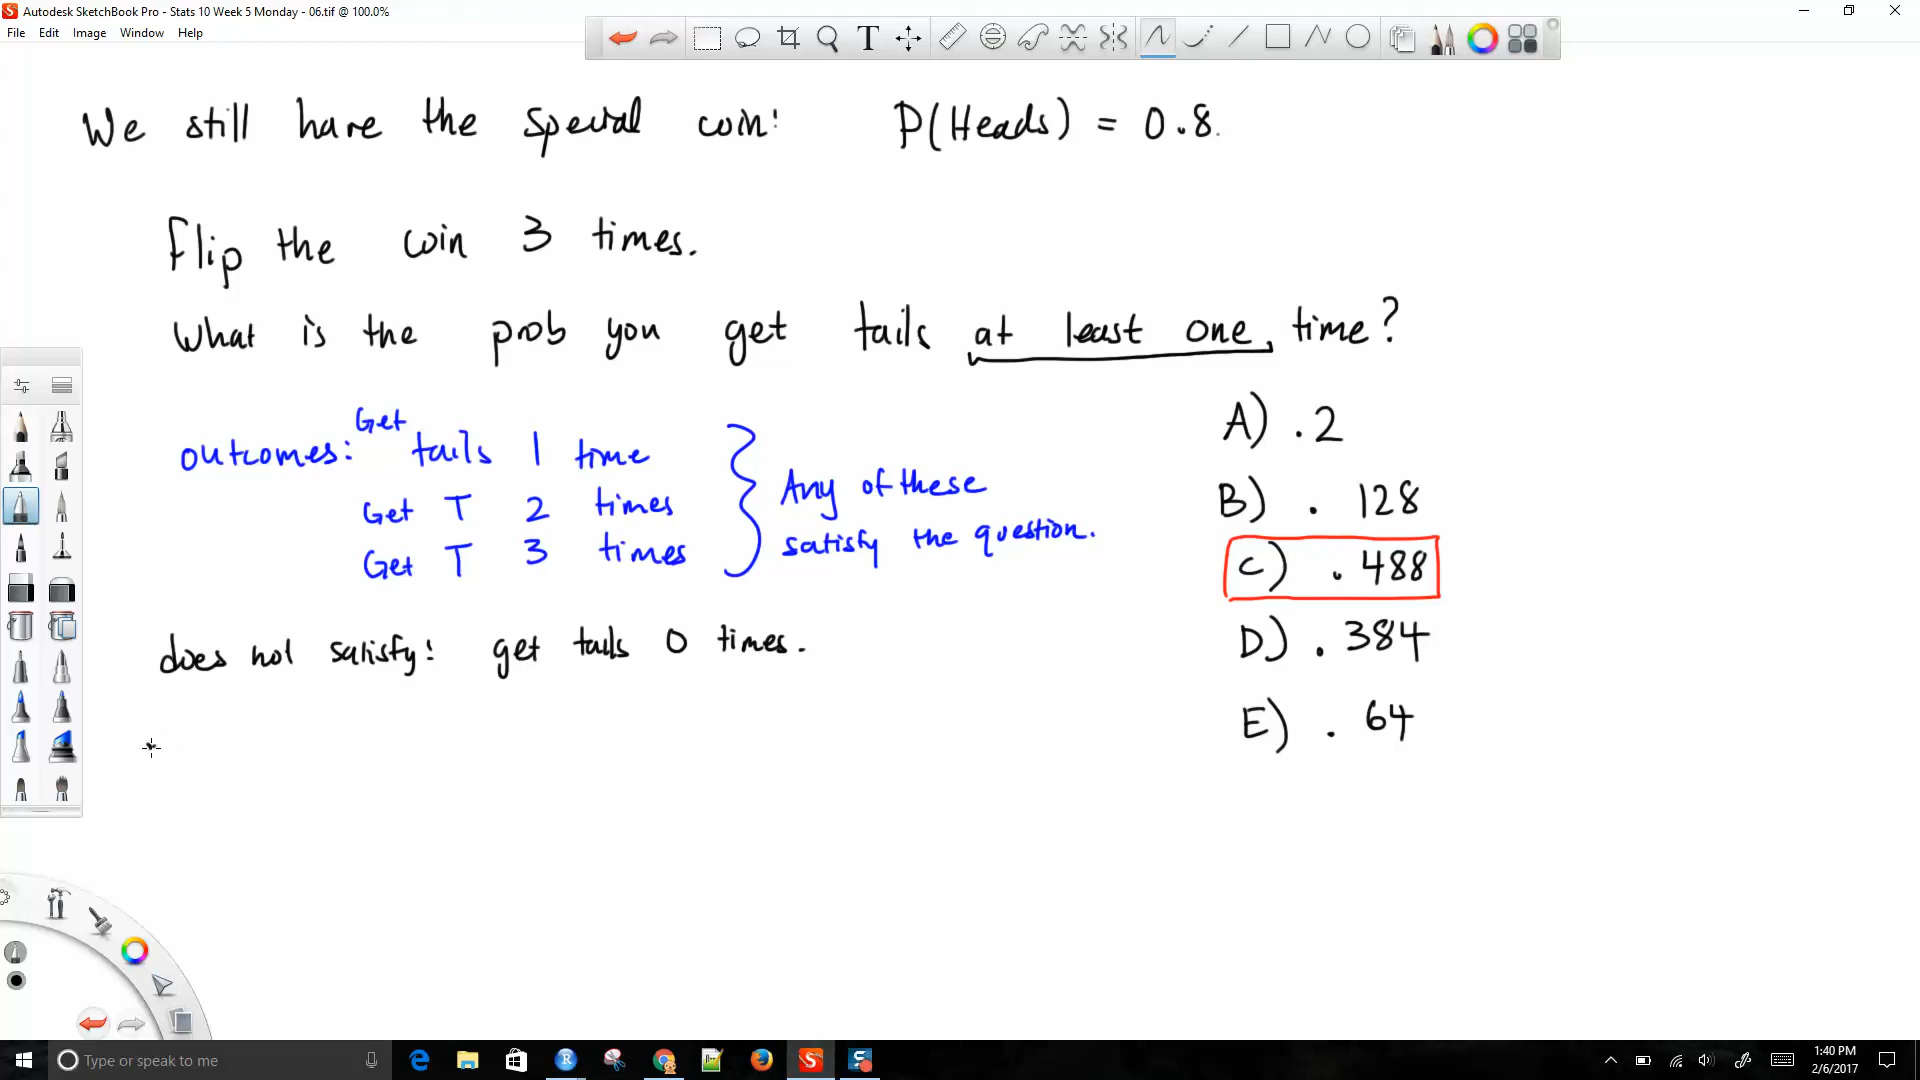 Autodesk SketchBook Pro - Stats 10 Week 5 Monday - 06.tif @ 100.0%
File Edit Image Window Help
We still have the special coin: P(Heads) = 0.8.
Flip the coin 3 times.
What is the prob you get tails at least one time?
outcomes: Get tails 1 time
Get T 2 times
Get T 3 times
Any of these
satisfy the question.
does not satisfy: get tails 0 times.
A) .2
B) .128
C) .488
D) .384
E) .64
Type or speak to me
1:40 PM
2/6/2017